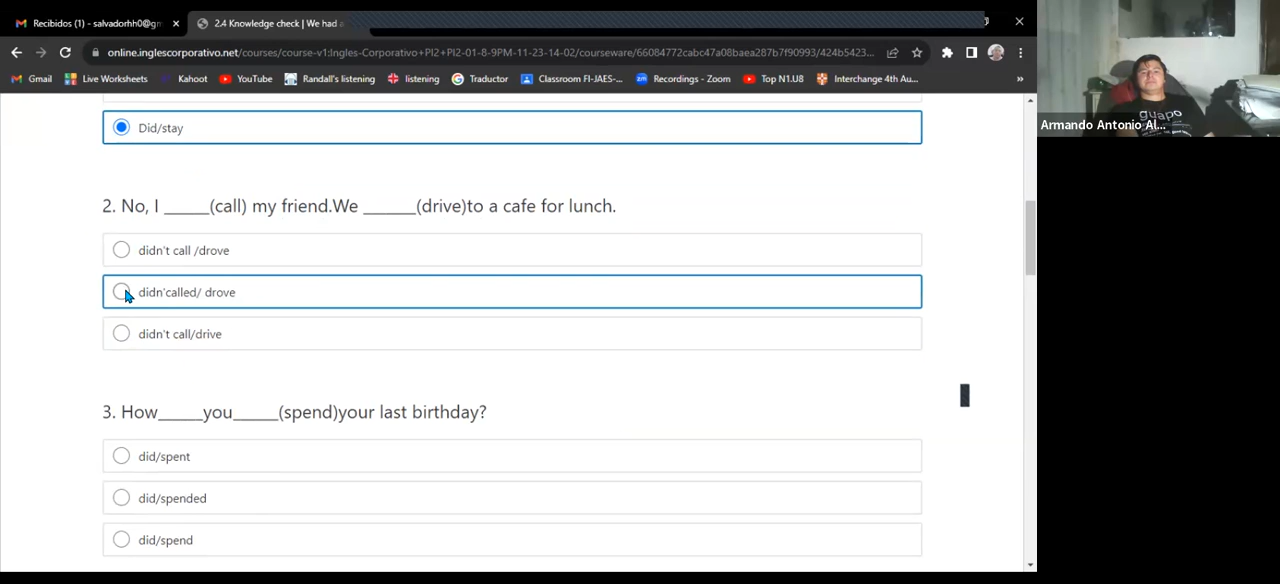 Recibidos (1) - salvadorhh0@gm
2.4 Knowledge check | We had a
online.inglescorporativo.net/courses/course-v1:Ingles-Corporativo+PI2+PI2-01-8-9PM-11-23-14-02/courseware/66084772cabc47a08baea287b7f90993/424b5423...
Gmail
Live Worksheets
Kahoot
YouTube
Randall's listening
listening
Traductor
Classroom FI-JAES-...
Recordings - Zoom
Top N1.U8
Interchange 4th Au...
»
guapo
Armando Antonio Al...
Did/stay
2. No, I _____(call) my friend.We ______(drive)to a cafe for lunch.
didn't call /drove
didn'called/ drove
didn't call/drive
3. How_____you_____(spend)your last birthday?
did/spent
did/spended
did/spend